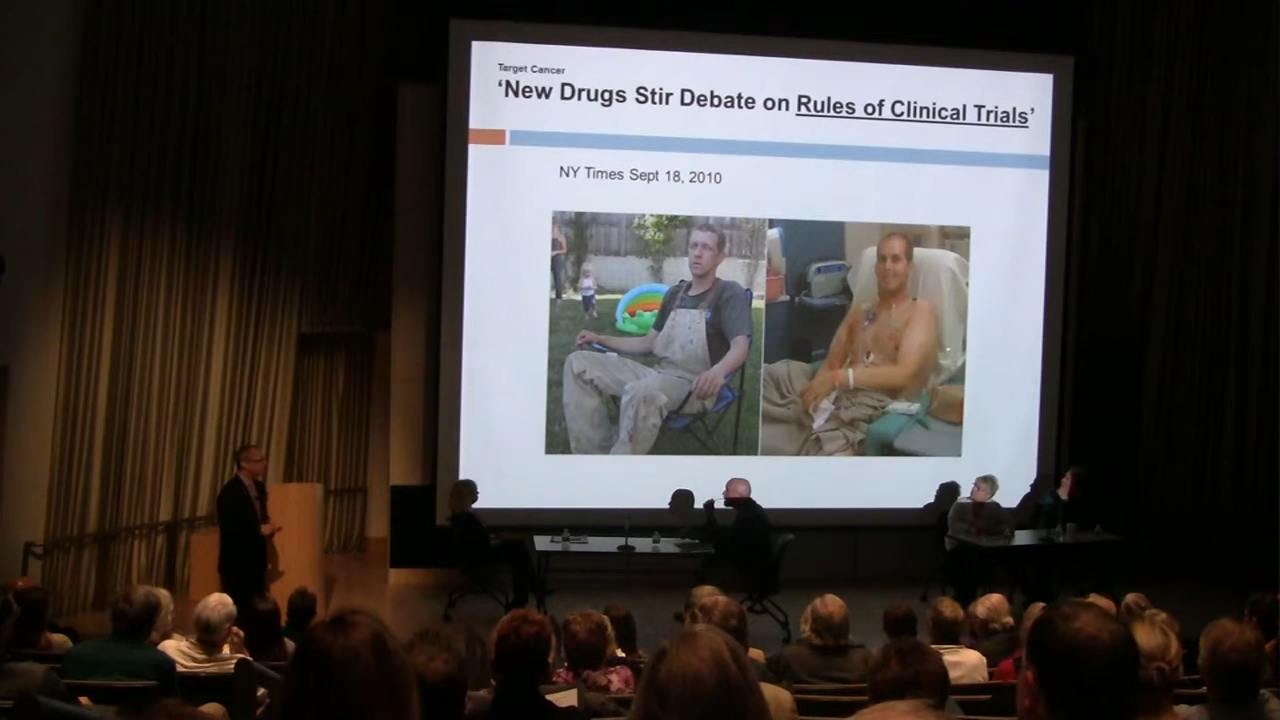 Target Cancer
‘New Drugs Stir Debate on Rules of Clinical Trials’
NY Times Sept 18, 2010